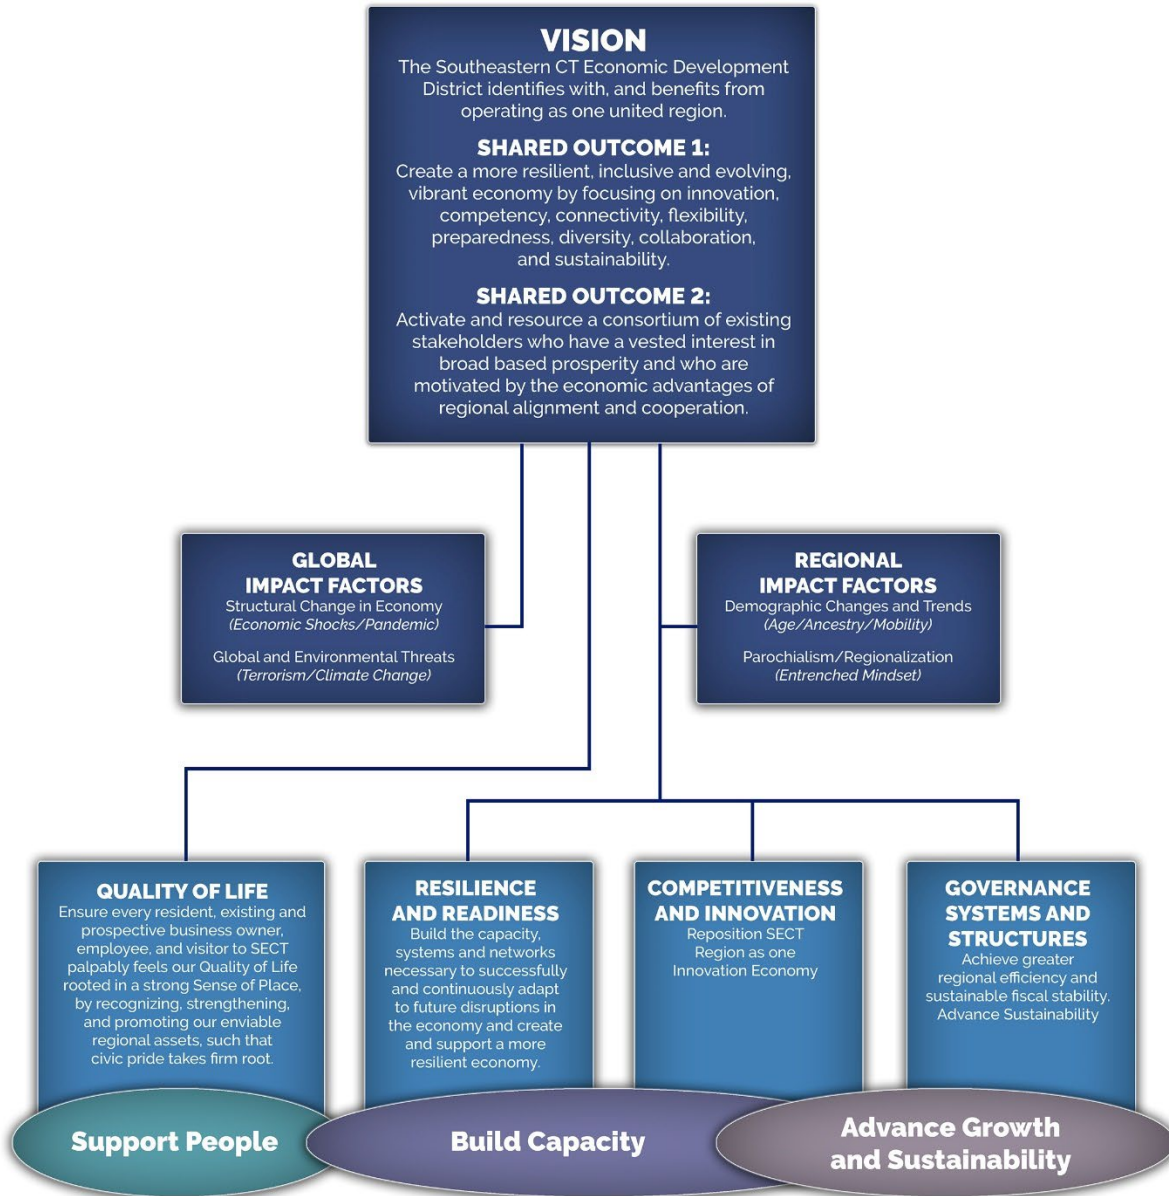 VISION
The Southeastern CT Economic Development
District identifies with, and benefits from
operating as one united region.
SHARED OUTCOME 1:
Create a more resilient, inclusive and evolving,
vibrant economy by focusing on innovation,
competency, connectivity, flexibility,
preparedness, diversity, collaboration,
and sustainability.
SHARED OUTCOME 2:
Activate and resource a consortium of existing
stakeholders who have a vested interest in
broad based prosperity and who are
motivated by the economic advantages of
regional alignment and cooperation.
GLOBAL
IMPACT FACTORS
Structural Change in Economy
(Economic Shocks/Pandemic)
Global and Environmental Threats
(Terrorism/Climate Change)
REGIONAL
IMPACT FACTORS
Demographic Changes and Trends
(Age/Ancestry/Mobility)
Parochialism/Regionalization
(Entrenched Mindset)
QUALITY OF LIFE
Ensure every resident, existing and
prospective business owner,
employee, and visitor to SECT
palpably feels our Quality of Life
rooted in a strong Sense of Place,
by recognizing, strengthening,
and promoting our enviable
regional assets, such that
civic pride takes firm root.
RESILIENCE
AND READINESS
Build the capacity,
systems and networks
necessary to successfully
and continuously adapt
to future disruptions in
the economy and create
and support a more
resilient economy.
COMPETITIVENESS
AND INNOVATION
Reposition SECT
Region as one
Innovation Economy
GOVERNANCE
SYSTEMS AND
STRUCTURES
Achieve greater
regional efficiency and
sustainable fiscal stability.
Advance Sustainability
Support People
Build Capacity
Advance Growth
and Sustainability